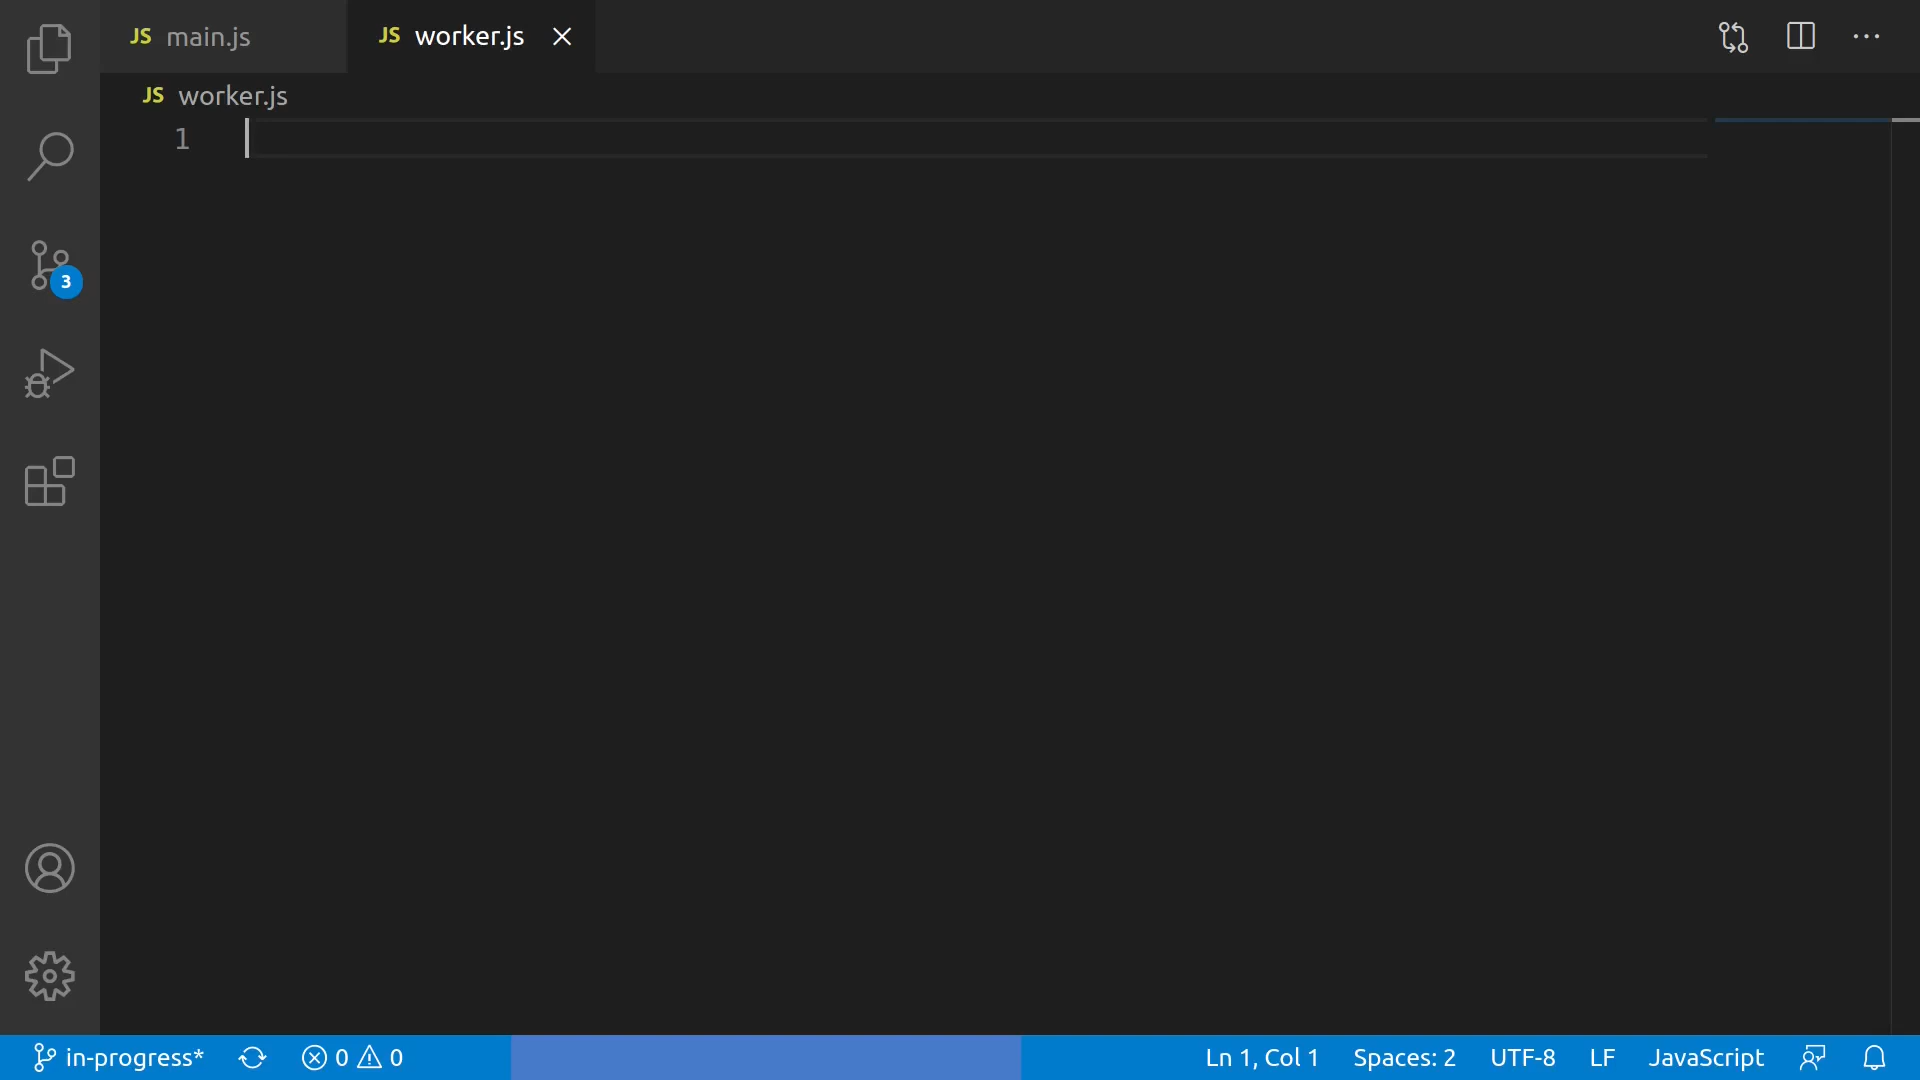 JS main.js
JS worker.js
JS worker.js
1
3
in-progress* 0 0
Ln 1, Col 1 Spaces: 2 UTF-8 LF JavaScript